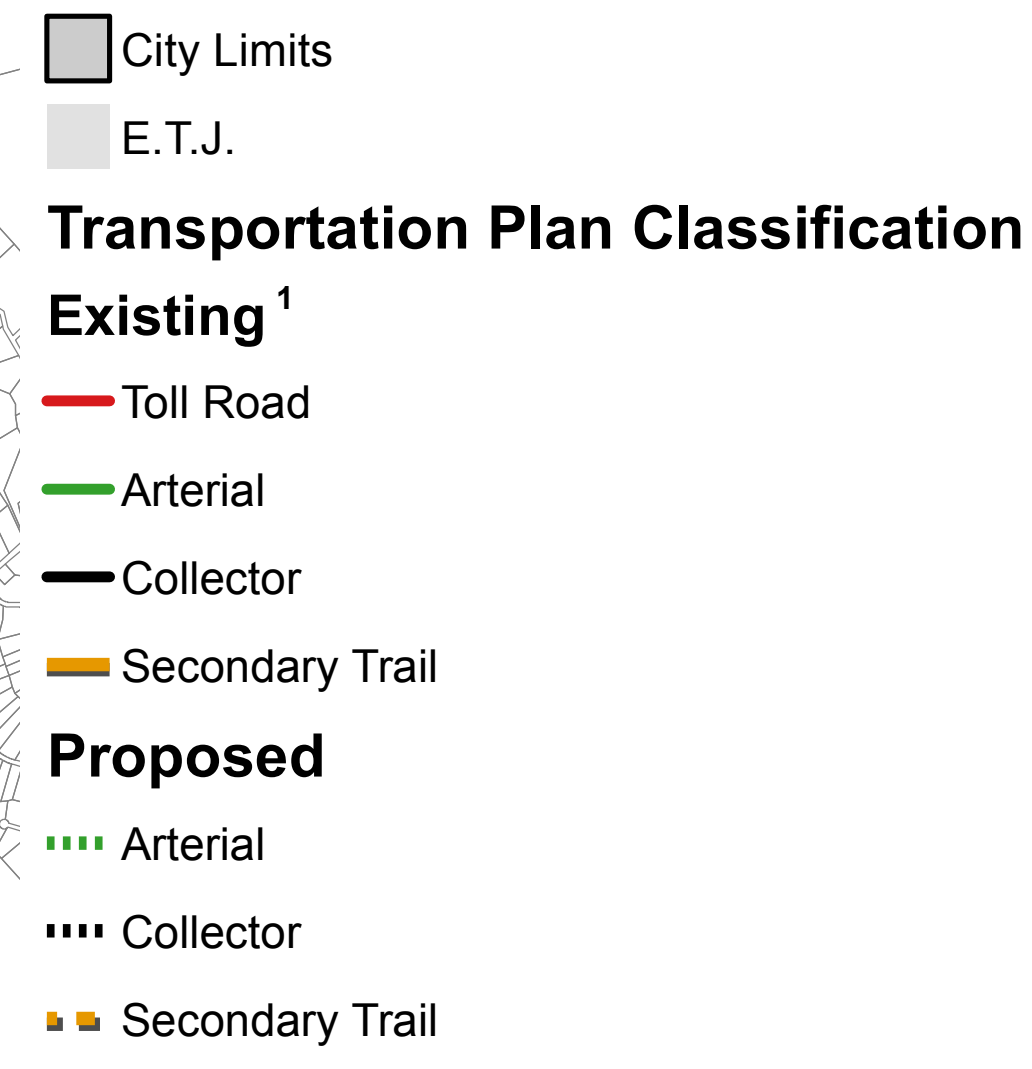 City Limits
E.T.J.
Transportation Plan Classification
Existing 1
Toll Road
Arterial
Collector
Secondary Trail
Proposed
Arterial
Collector
Secondary Trail